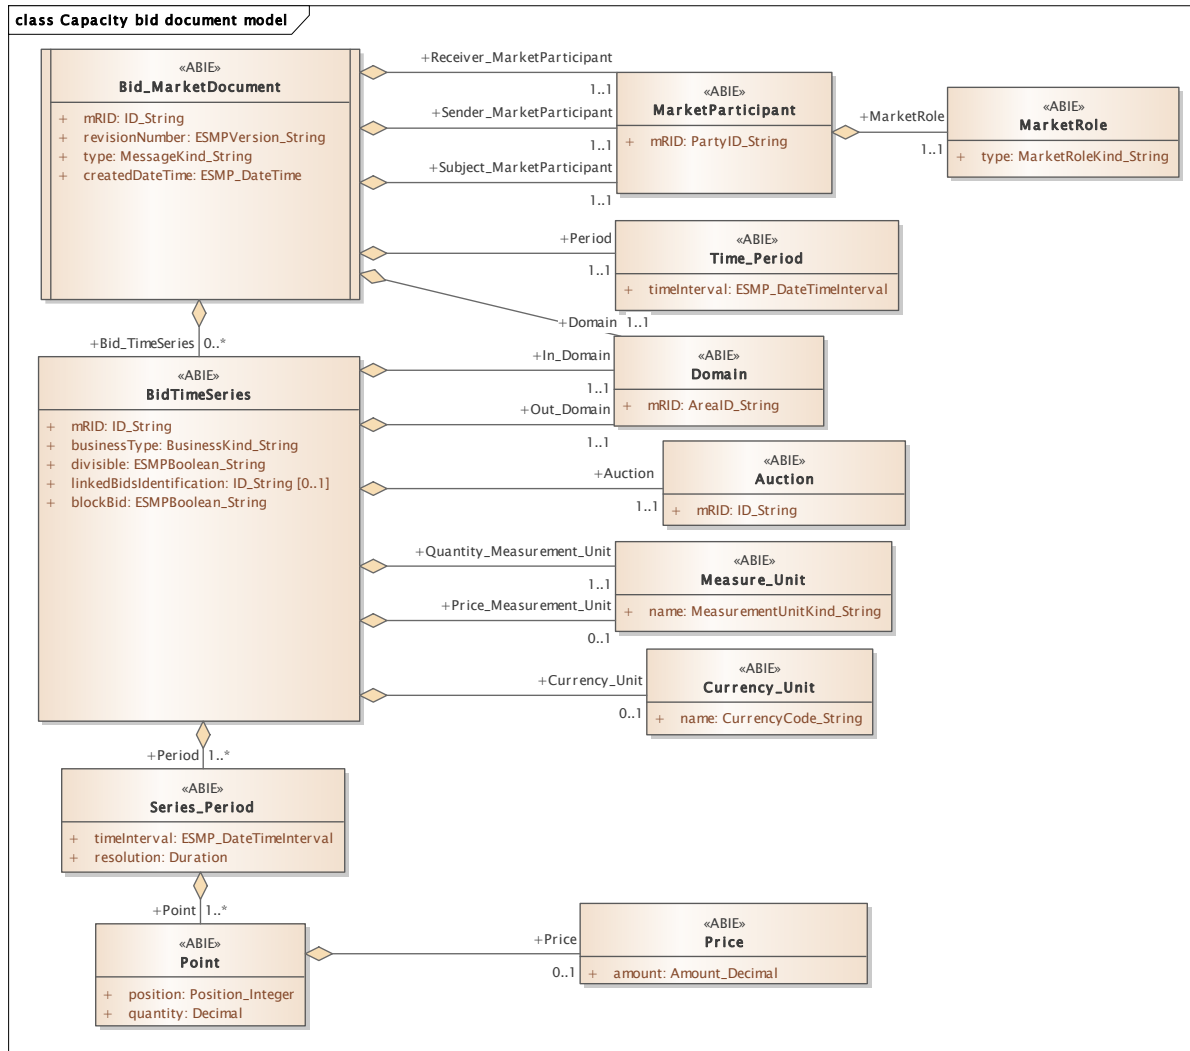 class Capacity bid document model
«ABIE»
Bid_MarketDocument
+ mRID: ID_String
+ revisionNumber: ESMPVersion_String
+ type: MessageKind_String
+ createdDateTime: ESMP_DateTime
+Receiver_MarketParticipant
1..1
+Sender_MarketParticipant
1..1
+Subject_MarketParticipant
1..1
«ABIE»
MarketParticipant
+ mRID: PartyID_String
+MarketRole
1..1
«ABIE»
MarketRole
+ type: MarketRoleKind_String
+Period
1..1
«ABIE»
Time_Period
+ timeInterval: ESMP_DateTimeInterval
+Domain 1..1
+Bid_TimeSeries 0..*
«ABIE»
BidTimeSeries
+ mRID: ID_String
+ businessType: BusinessKind_String
+ divisible: ESMPBoolean_String
+ linkedBidsIdentification: ID_String [0..1]
+ blockBid: ESMPBoolean_String
+In_Domain
1..1
+Out_Domain
1..1
«ABIE»
Domain
+ mRID: AreaID_String
+Auction
1..1
«ABIE»
Auction
+ mRID: ID_String
+Quantity_Measurement_Unit
1..1
+Price_Measurement_Unit
0..1
«ABIE»
Measure_Unit
+ name: MeasurementUnitKind_String
+Currency_Unit
0..1
«ABIE»
Currency_Unit
+ name: CurrencyCode_String
+Period 1..*
«ABIE»
Series_Period
+ timeInterval: ESMP_DateTimeInterval
+ resolution: Duration
+Point 1..*
«ABIE»
Point
+ position: Position_Integer
+ quantity: Decimal
+Price
0..1
«ABIE»
Price
+ amount: Amount_Decimal